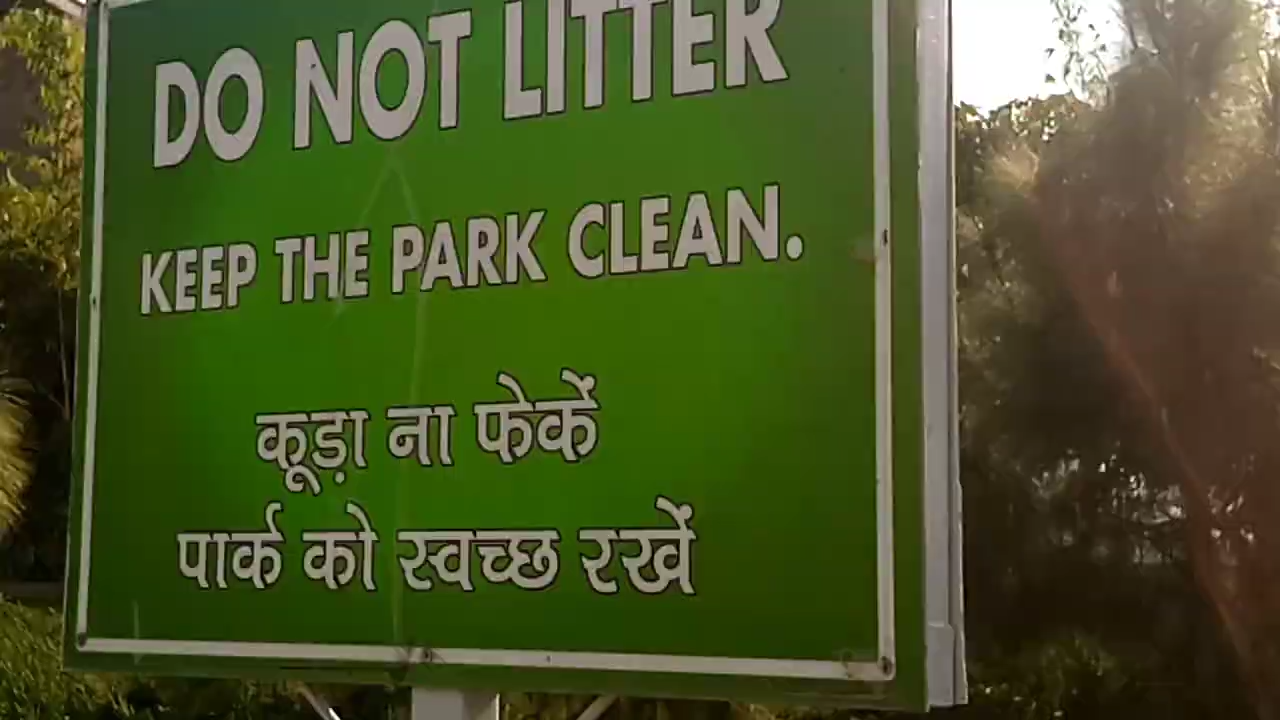 DO NOT LITTER
KEEP THE PARK CLEAN.
कूड़ा ना फेकें
पार्क को स्वच्छ रखें